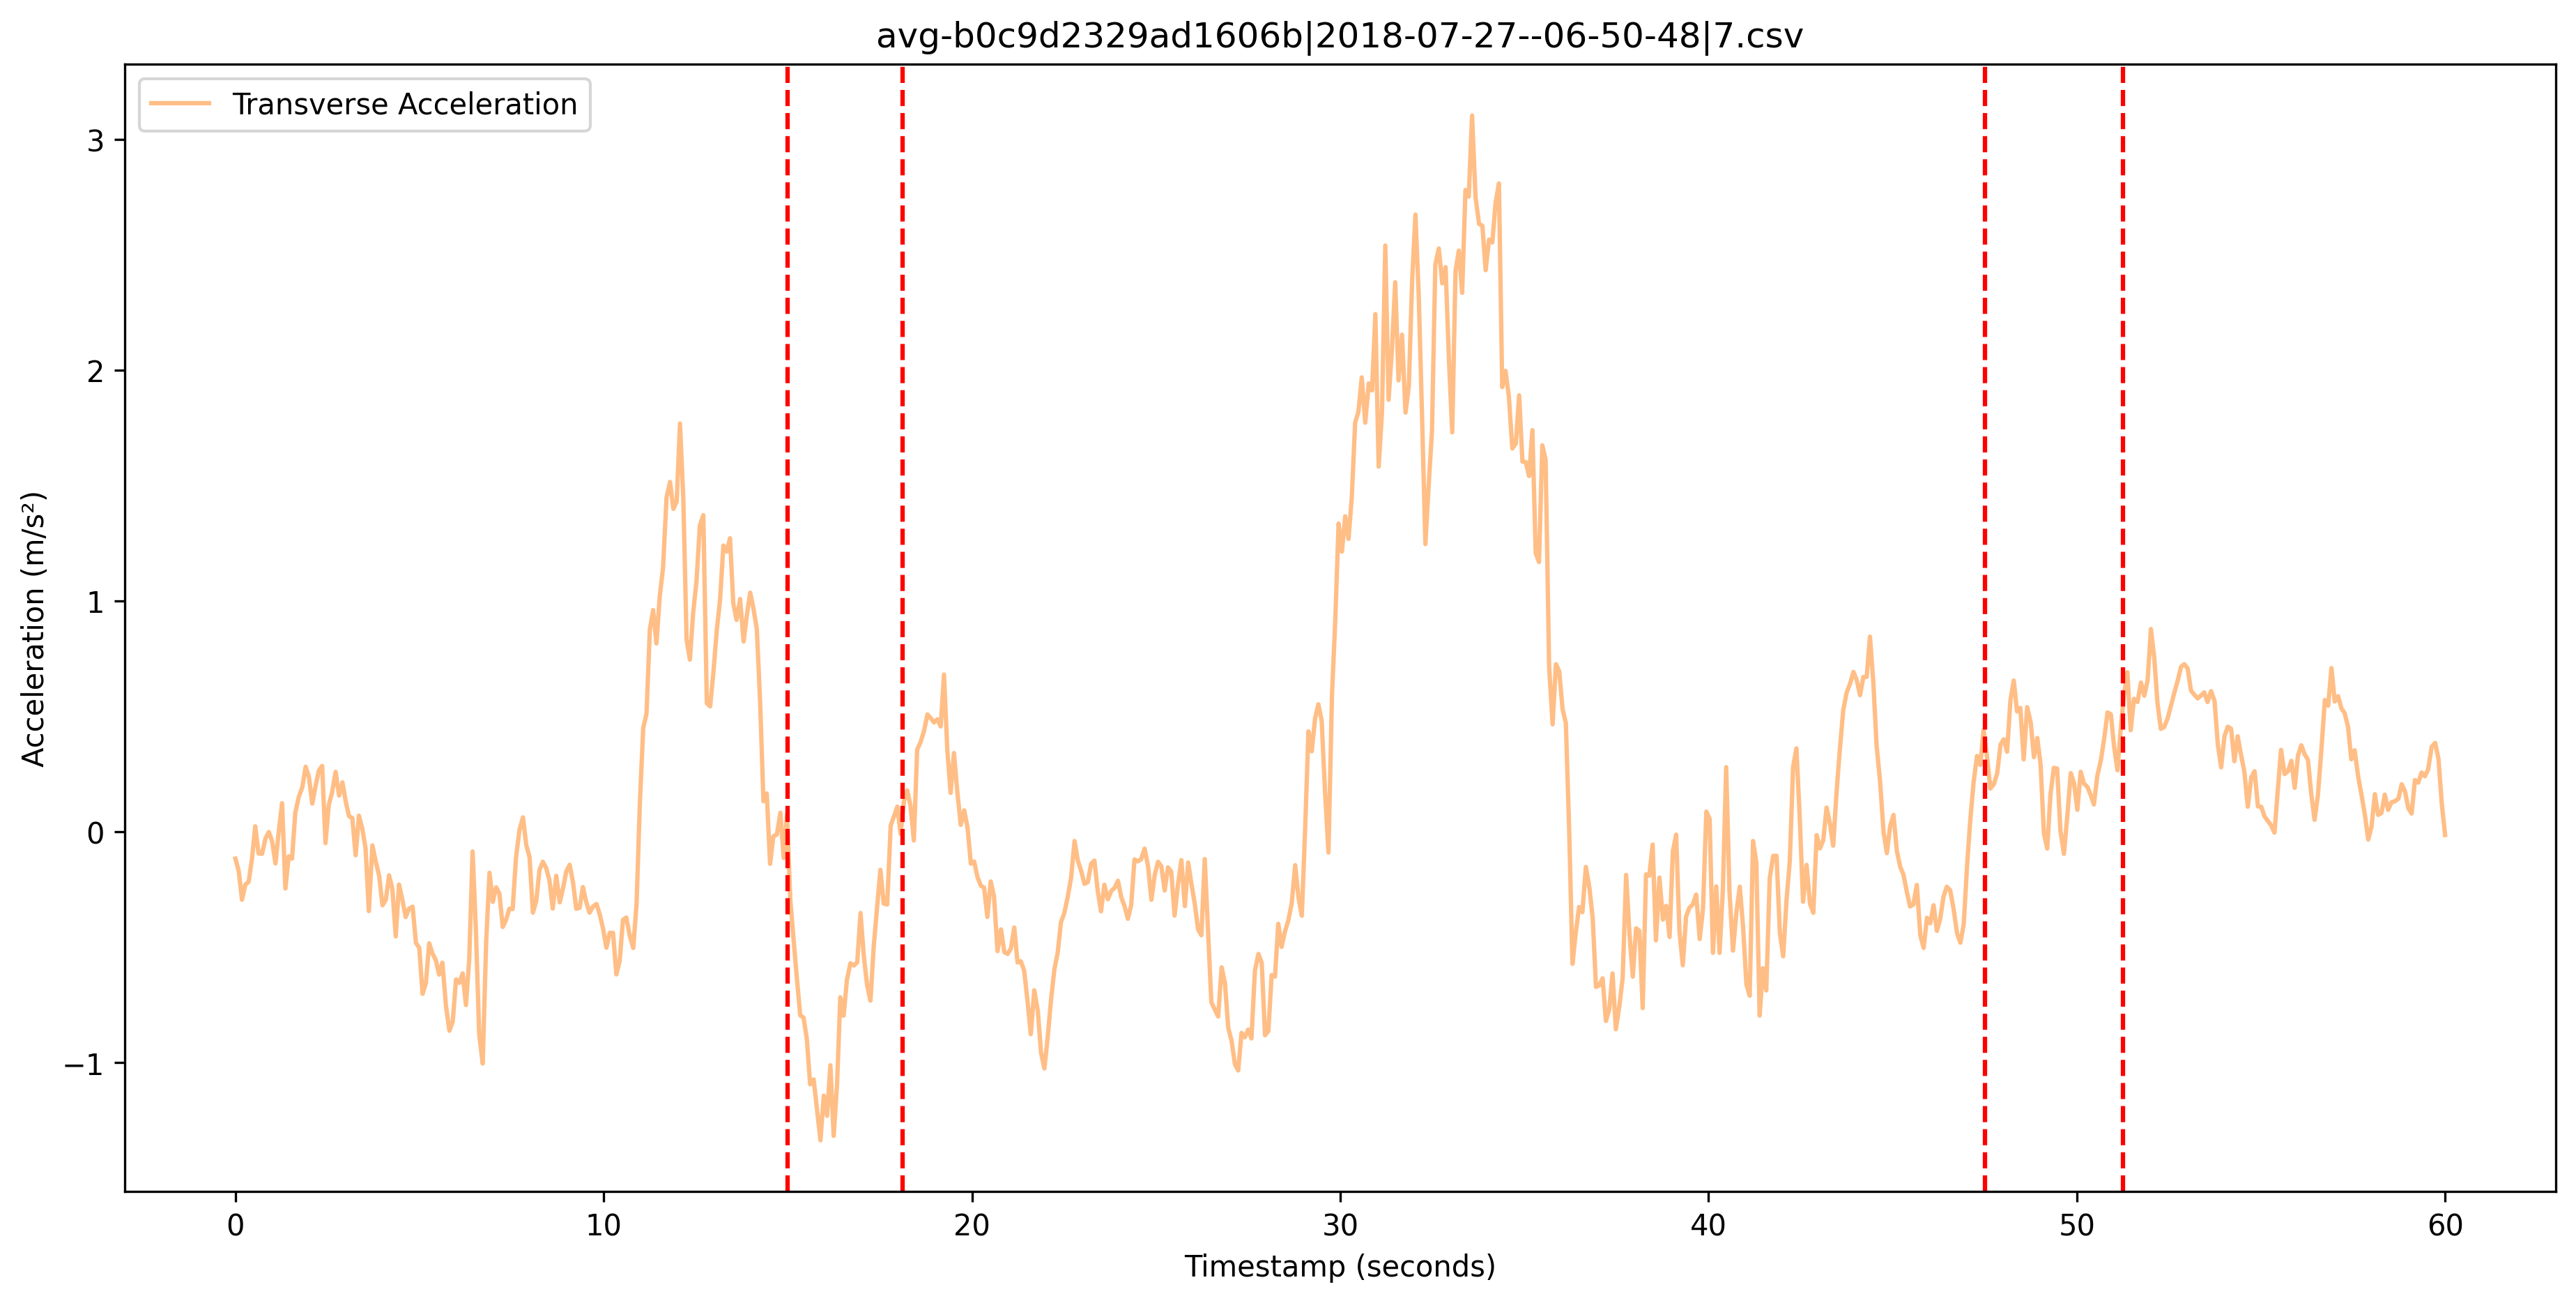 avg-b0c9d2329ad1606b|2018-07-27--06-50-48|7.csv
Transverse Acceleration
3
2
1
0
−1
Acceleration (m/s²)
0 10 20 30 40 50 60
Timestamp (seconds)